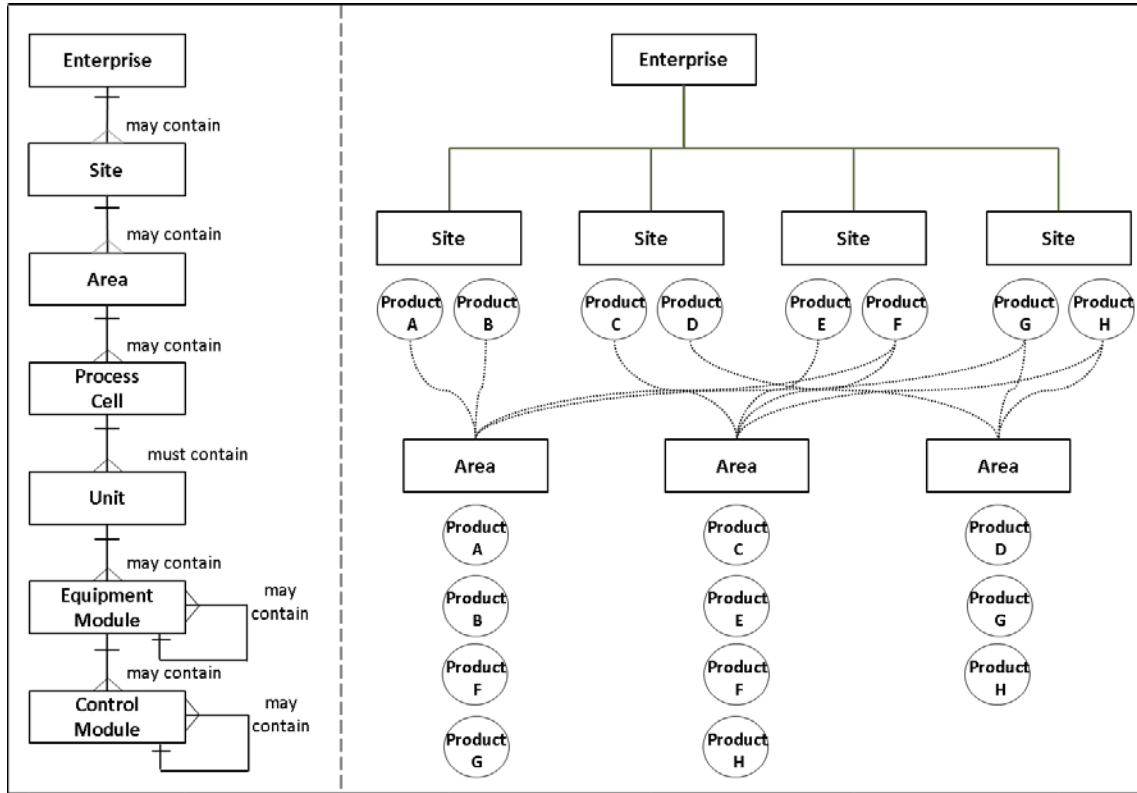 Enterprise
may contain
Site
may contain
Area
may contain
Process
Cell
must contain
Unit
may contain
Equipment
Module
may
contain
may contain
Control
Module
may
contain
Enterprise
Site
Site
Site
Site
Product
A
Product
B
Product
C
Product
D
Product
E
Product
F
Product
G
Product
H
Area
Area
Area
Product
A
Product
B
Product
F
Product
G
Product
C
Product
E
Product
F
Product
H
Product
D
Product
G
Product
H